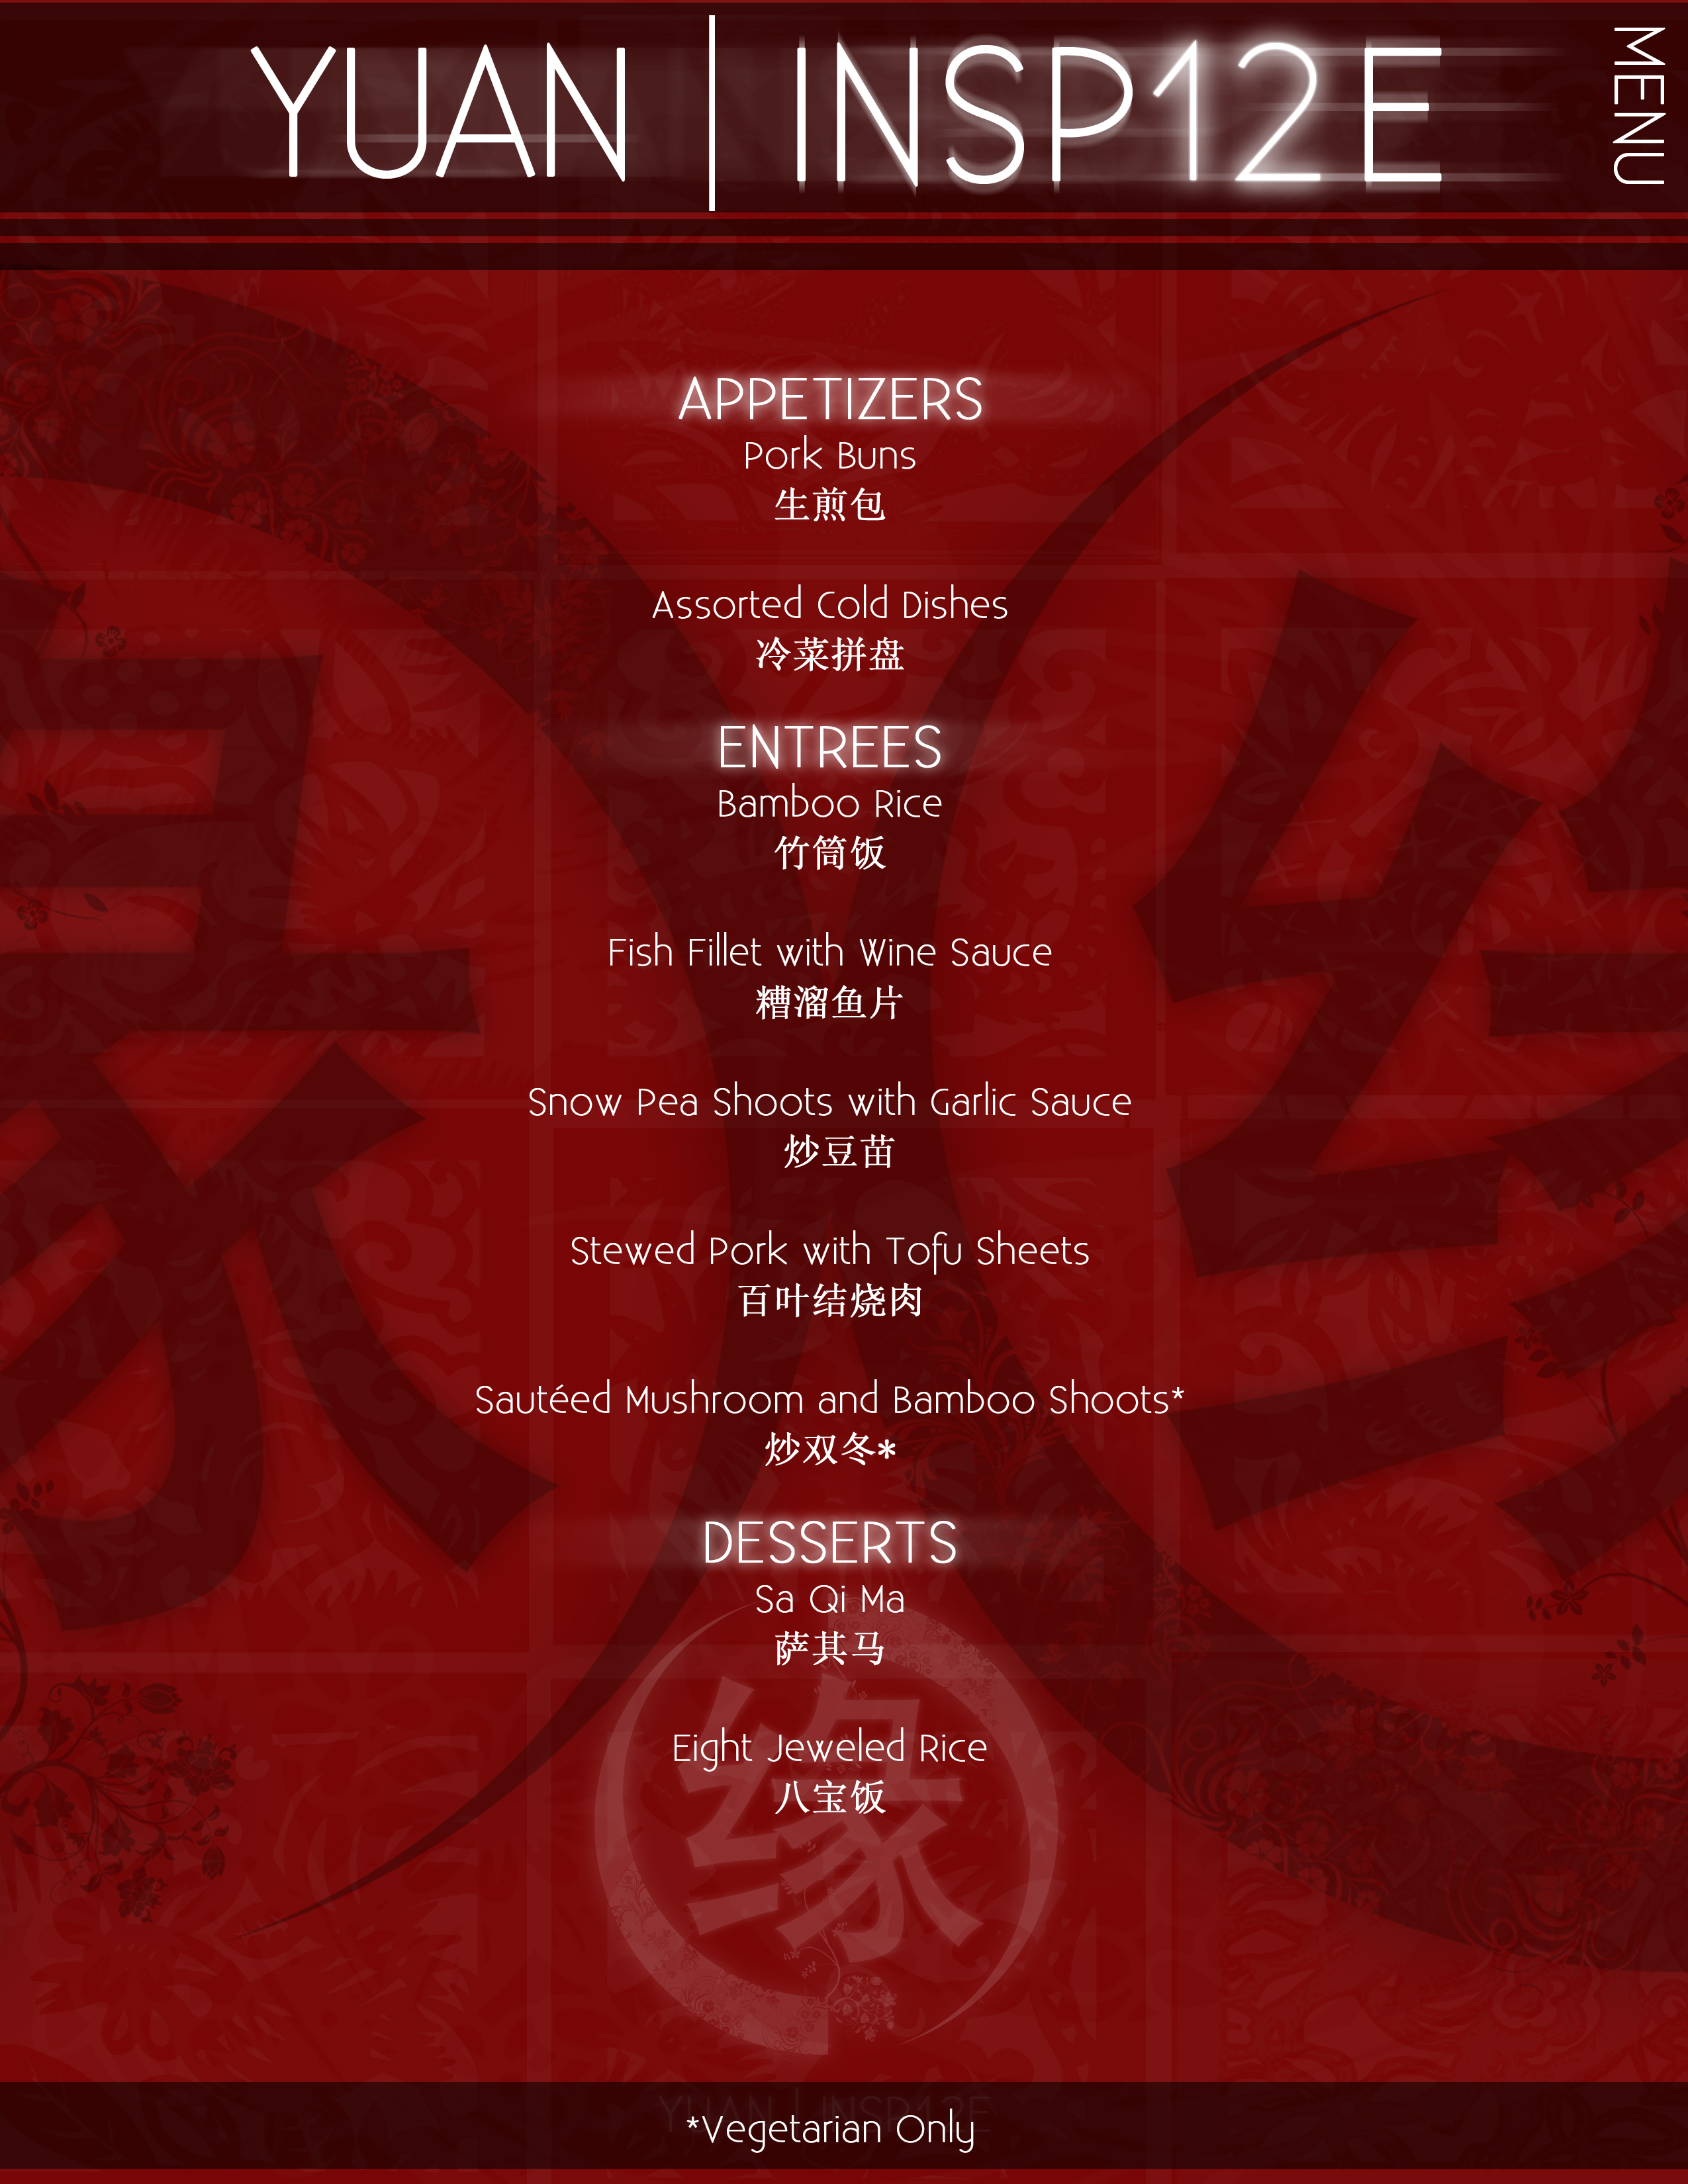 YUAN | INSP12E
MENU
APPETIZERS
Pork Buns
生煎包
Assorted Cold Dishes
冷菜拼盘
ENTREES
Bamboo Rice
竹筒饭
Fish Fillet with Wine Sauce
糟溜鱼片
Snow Pea Shoots with Garlic Sauce
炒豆苗
Stewed Pork with Tofu Sheets
百叶结烧肉
Sautéed Mushroom and Bamboo Shoots*
炒双冬*
DESSERTS
Sa Qi Ma
萨其马
Eight Jeweled Rice
八宝饭
缘
YUAN | INSP12E
*Vegetarian Only